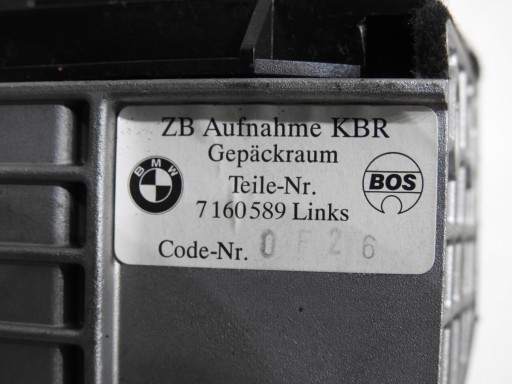 ZB Aufnahme KBR
Gepäckraum
BMW
BOS
Teile-Nr.
7160589 Links
Code-Nr. 0F26